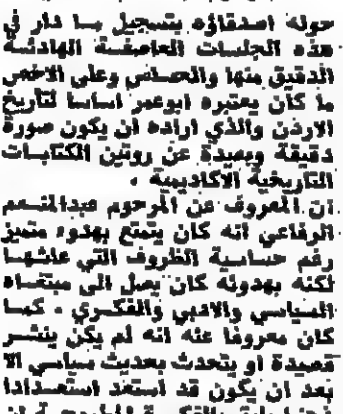 حوله اصدقاؤه بتسجيل ما دار في
هذه الجلسات العاصفة الهادئة
الدقيق منها والحساس وعلى الاخص
ما كان يعتبره ابوعمر اساسا لتاريخ
الاردن والذي اراده ان يكون صورة
دقيقة وبعيدة عن روتين الكتابات
التاريخية الاكاديمية .
ان المعروف عن المرحوم عبدالمنعم
الرفاعي انه كان يتمتع بهدوء متميز
رغم حساسية الظروف التي عاشها
لكنه بهدوئه كان يصل الى مبتغاه
السياسي والادبي والفكري . كما
كان معروفا عنه انه لم يكن ينشر
قصيدة او يتحدث بحديث سياسي الا
بعد ان يكون قد استعد استعدادا